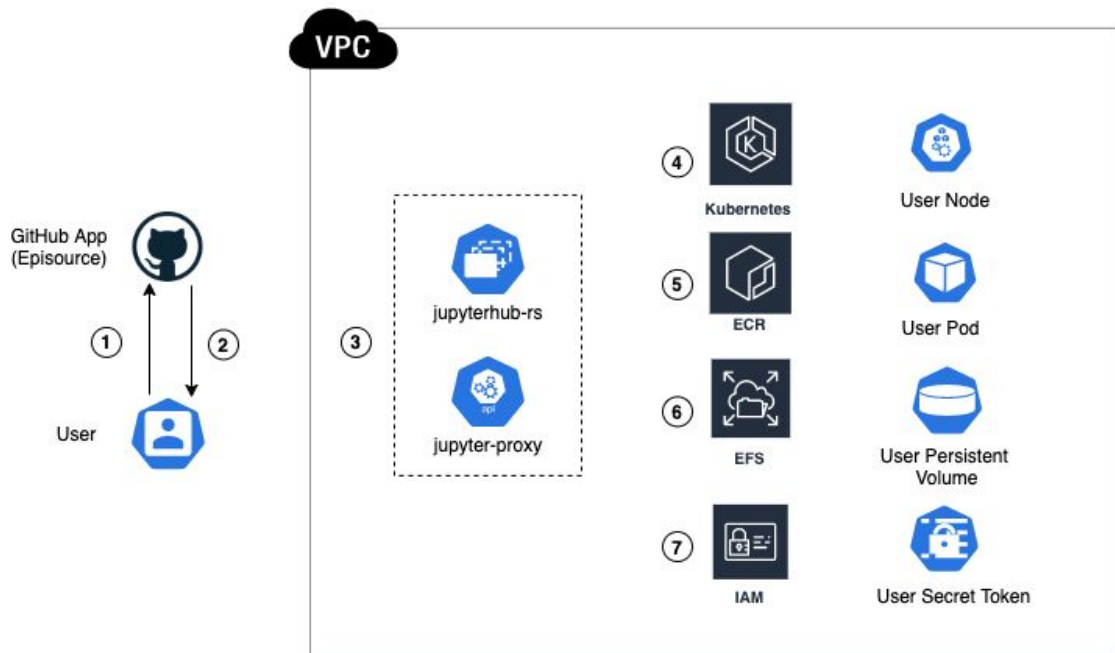 VPC
GitHub App
(Episource)
1
2
User
3
jupyterhub-rs
api
jupyter-proxy
4
Kubernetes
User Node
5
ECR
User Pod
6
EFS
User Persistent
Volume
7
IAM
User Secret Token